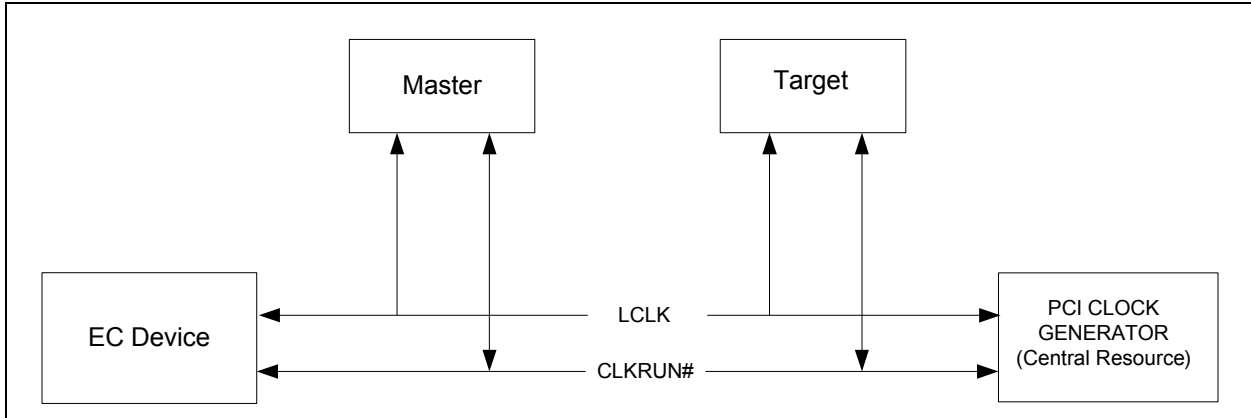 Master
Target
EC Device
LCLK
CLKRUN#
PCI CLOCK
GENERATOR
(Central Resource)